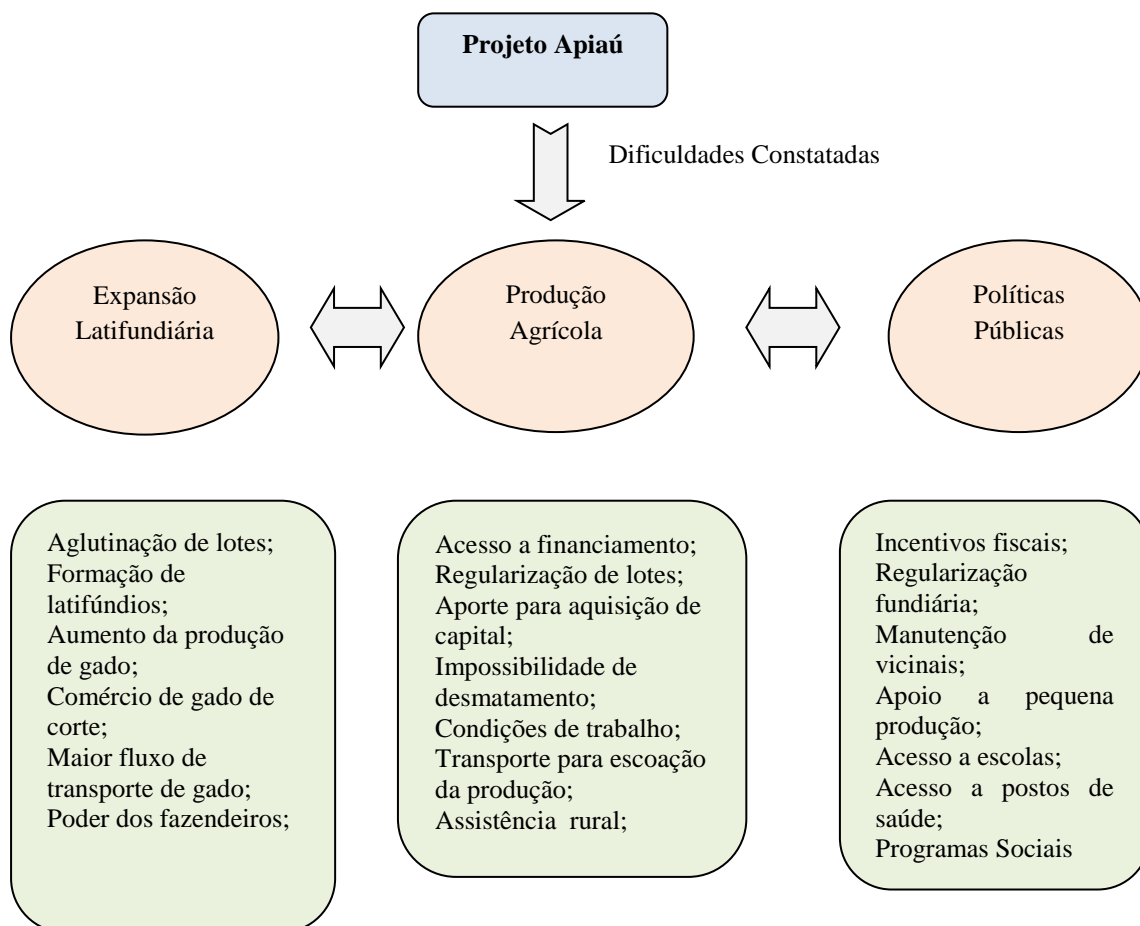 Projeto Apiaú
Dificuldades Constatadas
Expansão
Latifundiária
Produção
Agrícola
Políticas
Públicas
Aglutinação de lotes;
Formação de
latifúndios;
Aumento da produção
de gado;
Comércio de gado de
corte;
Maior fluxo de
transporte de gado;
Poder dos fazendeiros;
Acesso a financiamento;
Regularização de lotes;
Aporte para aquisição de
capital;
Impossibilidade de
desmatamento;
Condições de trabalho;
Transporte para escoação
da produção;
Assistência rural;
Incentivos fiscais;
Regularização
fundiária;
Manutenção de
vicinais;
Apoio a pequena
produção;
Acesso a escolas;
Acesso a postos de
saúde;
Programas Sociais